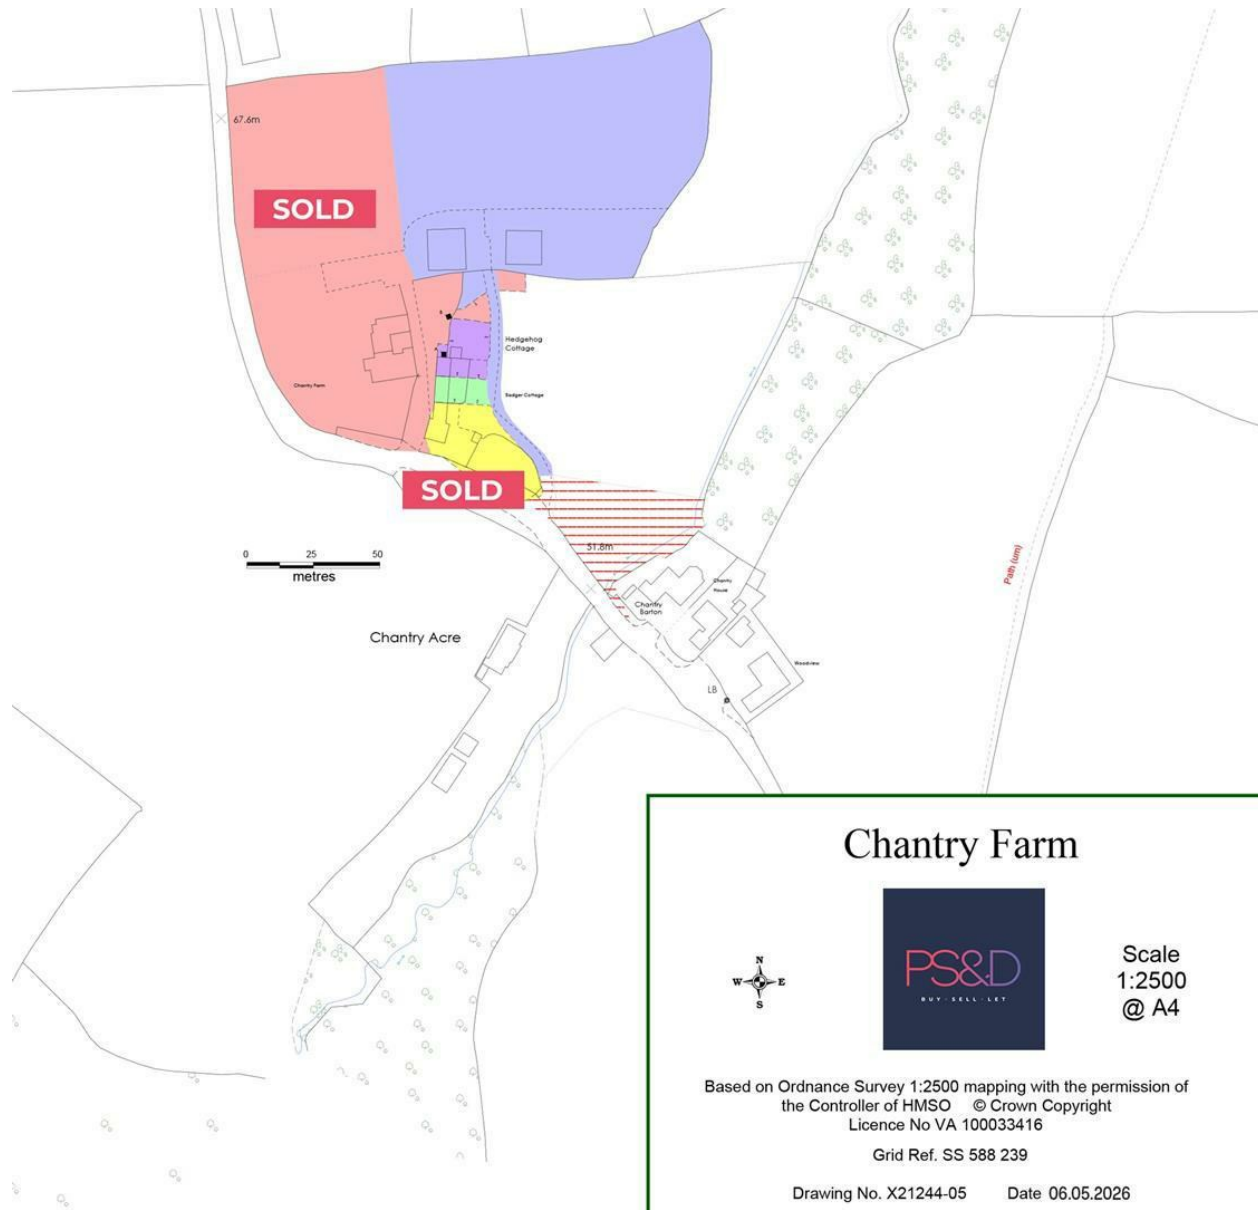 67.6m
SOLD
Hedgehog
Cottage
Chantry Farm
Badger Cottage
SOLD
51.8m
0 25 50
metres
Path (um)
Chantry
House
Chantry
Barton
Chantry Acre
Woodview
LB
Chantry Farm
N
W E
S
PS&D
BUY · SELL · LET
Scale
1:2500
@ A4
Based on Ordnance Survey 1:2500 mapping with the permission of
the Controller of HMSO © Crown Copyright
Licence No VA 100033416
Grid Ref. SS 588 239
Drawing No. X21244-05 Date 06.05.2026